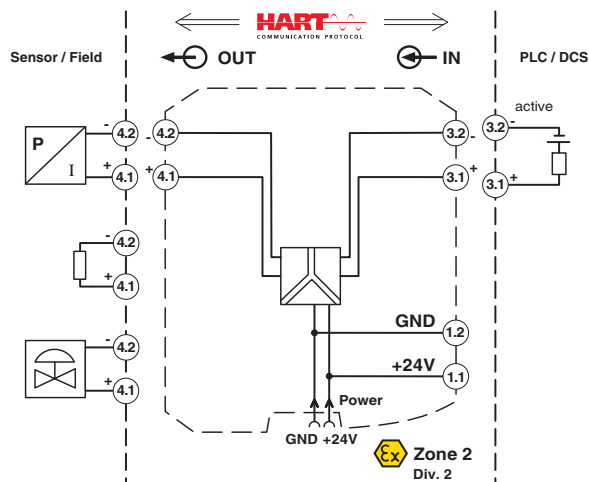 HART
COMMUNICATION PROTOCOL
Sensor / Field
OUT
IN
PLC / DCS
active
P
I
- 4.2
+ 4.1
4.2 -
4.1 +
3.2 -
3.1 +
3.2 -
3.1 +
- 4.2
+ 4.1
- 4.2
+ 4.1
GND
1.2
+24V
1.1
Power
GND +24V
Ex
Zone 2
Div. 2